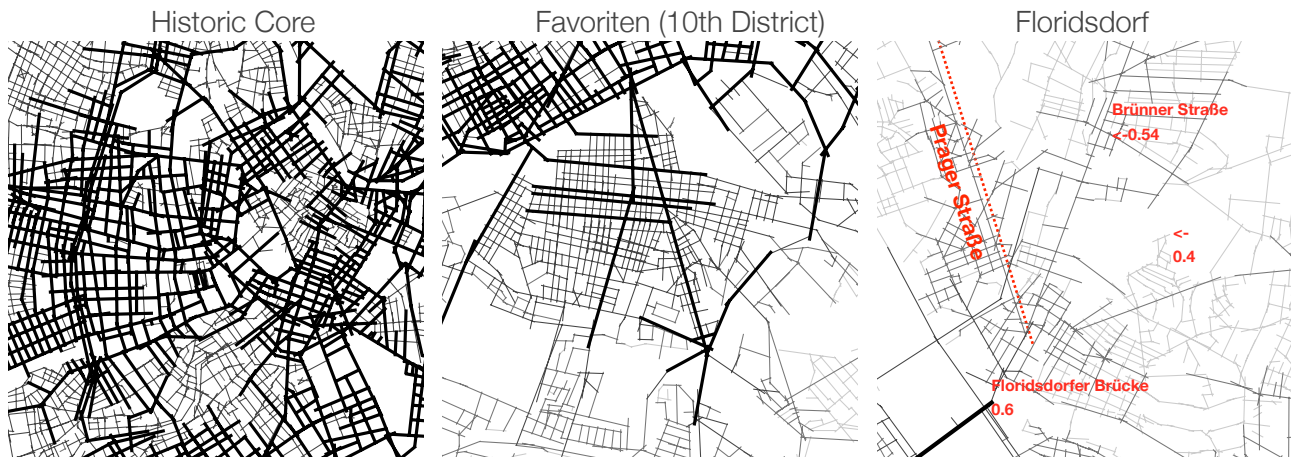 Historic Core
Favoriten (10th District)
Floridsdorf
Brünner Straße
<-0.54
Prager Straße
<-
0.4
Floridsdorfer Brücke
0.6